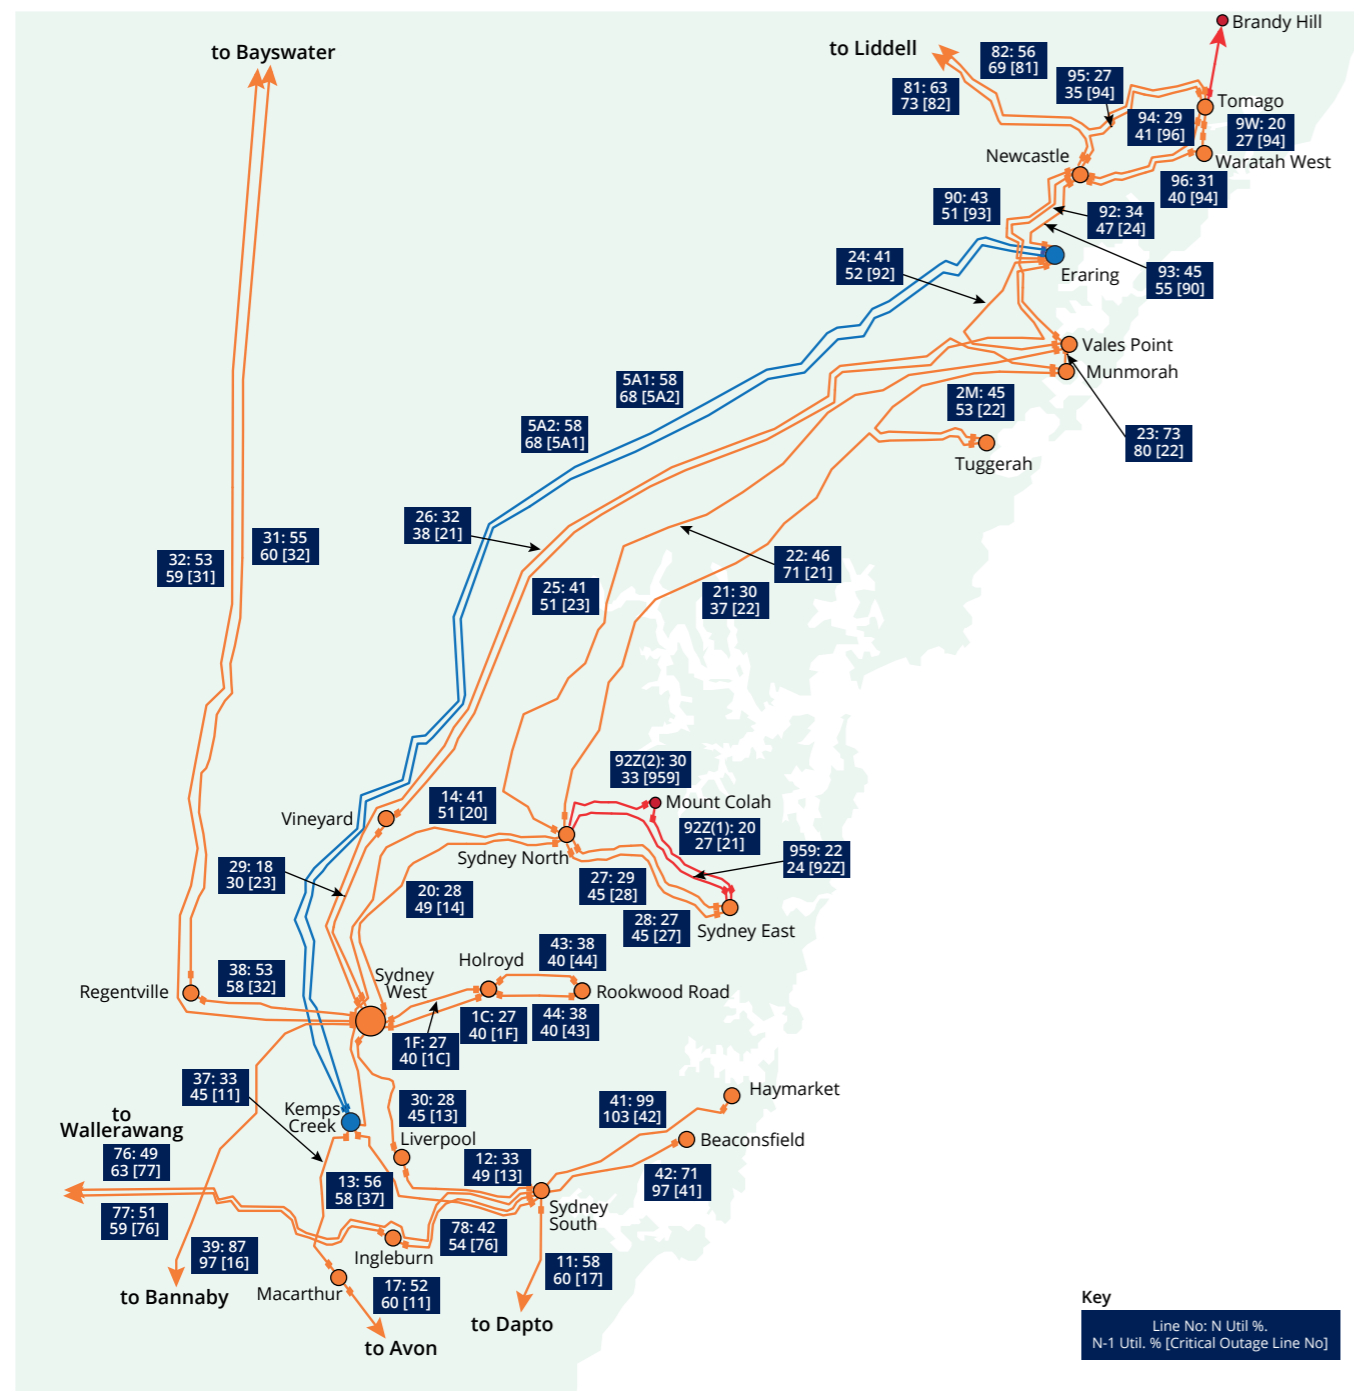 Brandy Hill
to Bayswater
to Liddell
82: 56
69 [81]
95: 27
35 [94]
81: 63
73 [82]
Tomago
94: 29
41 [96]
9W: 20
27 [94]
Newcastle
Waratah West
96: 31
40 [94]
90: 43
51 [93]
92: 34
47 [24]
24: 41
52 [92]
Eraring
93: 45
55 [90]
Vales Point
Munmorah
5A1: 58
68 [5A2]
2M: 45
53 [22]
5A2: 58
68 [5A1]
23: 73
80 [22]
Tuggerah
26: 32
38 [21]
31: 55
60 [32]
32: 53
59 [31]
22: 46
71 [21]
25: 41
51 [23]
21: 30
37 [22]
92Z(2): 30
33 [959]
14: 41
51 [20]
Mount Colah
Vineyard
92Z(1): 20
27 [21]
Sydney North
959: 22
24 [92Z]
29: 18
30 [23]
27: 29
45 [28]
20: 28
49 [14]
28: 27
45 [27]
Sydney East
43: 38
40 [44]
Holroyd
38: 53
58 [32]
Sydney
West
Regentville
Rookwood Road
1C: 27
40 [1F]
44: 38
40 [43]
1F: 27
40 [1C]
37: 33
45 [11]
Haymarket
30: 28
45 [13]
41: 99
103 [42]
Kemps
Creek
to
Wallerawang
Liverpool
Beaconsfield
76: 49
63 [77]
12: 33
49 [13]
42: 71
97 [41]
13: 56
58 [37]
77: 51
59 [76]
Sydney
South
78: 42
54 [76]
39: 87
97 [16]
Ingleburn
11: 58
60 [17]
to Bannaby
Macarthur
17: 52
60 [11]
to Dapto
to Avon
Key
Line No: N Util %.
N-1 Util. % [Critical Outage Line No]